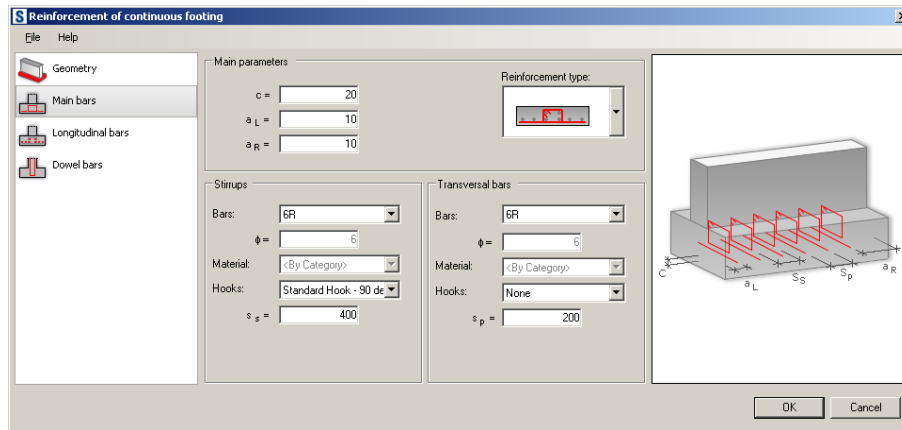 S Reinforcement of continuous footing
File Help
Geometry
Main bars
Longitudinal bars
Dowel bars
Main parameters
c = 20
a L = 10
a R = 10
Reinforcement type:
Stirrups
Bars: 6R
ϕ = 6
Material: <By Category>
Hooks: Standard Hook - 90 de
s s = 400
Transversal bars
Bars: 6R
ϕ = 6
Material: <By Category>
Hooks: None
s p = 200
C a L S S S p a R
OK Cancel